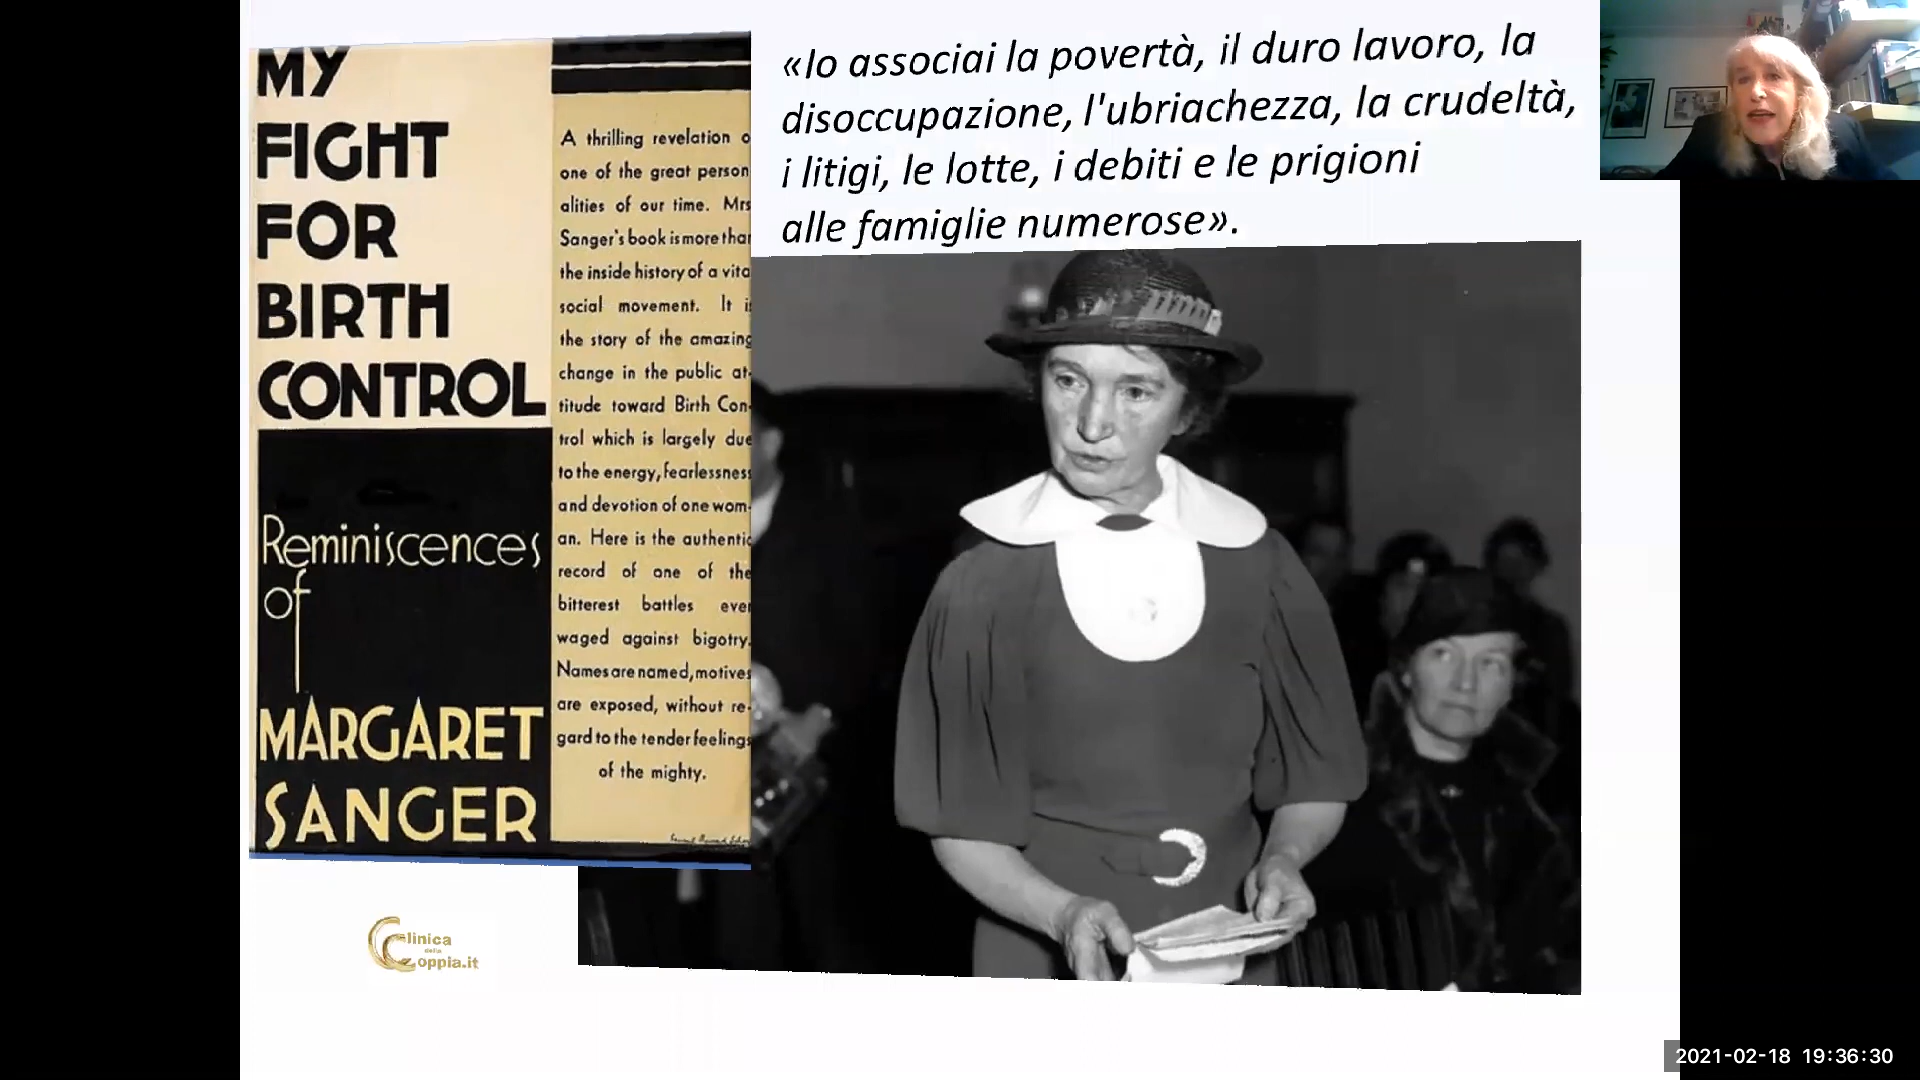 MY
FIGHT
FOR
BIRTH
CONTROL
Reminiscences
of
MARGARET
SANGER
A thrilling revelation o
one of the great person
alities of our time. Mrs
Sanger's book is more than
the inside history of a vita
social movement. It i
the story of the amazing
change in the public at-
titude toward Birth Con-
trol which is largely due
to the energy, fearlessness
and devotion of one wom-
an. Here is the authentic
record of one of the
bitterest battles ever
waged against bigotry.
Names are named, motives
are exposed, without re-
gard to the tender feelings
of the mighty.
«Io associai la povertà, il duro lavoro, la
disoccupazione, l'ubriachezza, la crudeltà,
i litigi, le lotte, i debiti e le prigioni
alle famiglie numerose».
Clinica
della
Coppia.it
2021-02-18 19:36:30